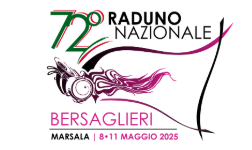 72° RADUNO
NAZIONALE
BERSAGLIERI
MARSALA | 8•11 MAGGIO 2025